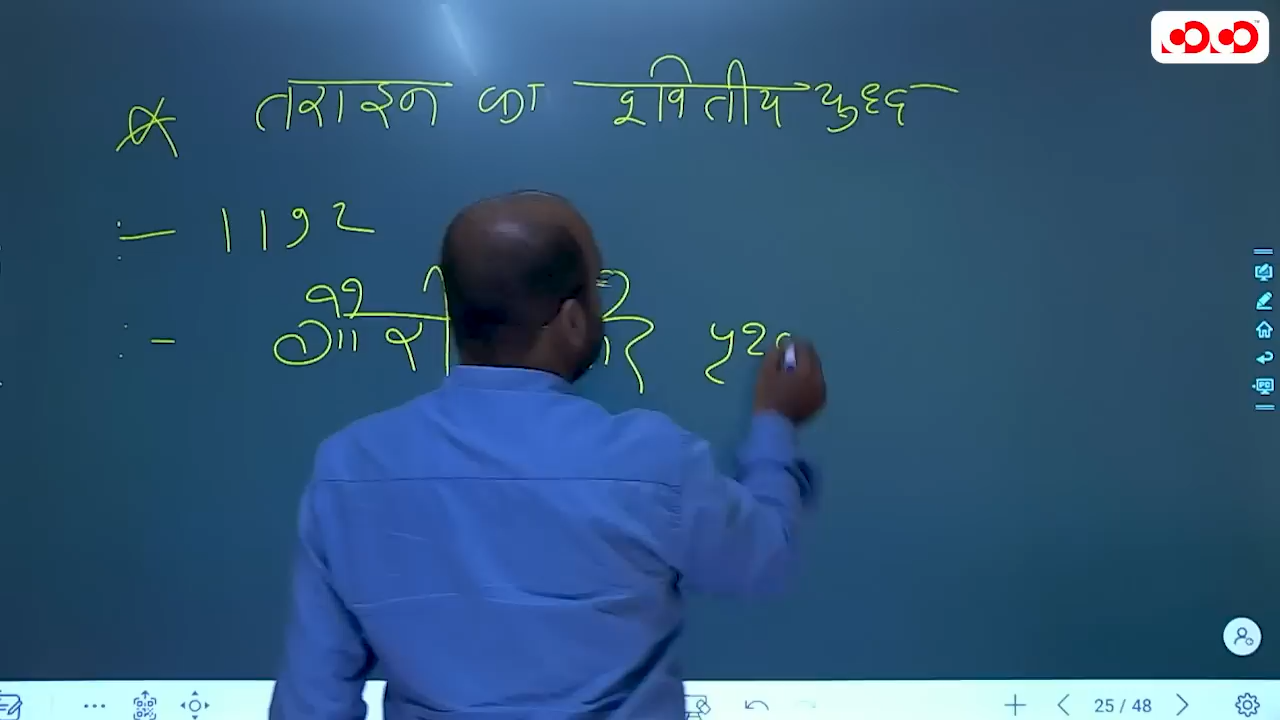 तराइन का द्वितीय युद्ध
:- 1192
:- गौरी
25 / 48